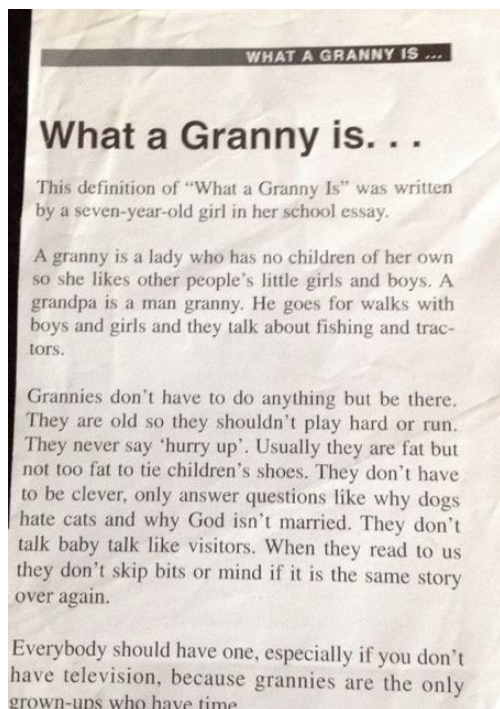 WHAT A GRANNY IS ...
What a Granny is. . .
This definition of “What a Granny Is” was written
by a seven-year-old girl in her school essay.
A granny is a lady who has no children of her own
so she likes other people’s little girls and boys. A
grandpa is a man granny. He goes for walks with
boys and girls and they talk about fishing and trac-
tors.
Grannies don’t have to do anything but be there.
They are old so they shouldn’t play hard or run.
They never say ‘hurry up’. Usually they are fat but
not too fat to tie children’s shoes. They don’t have
to be clever, only answer questions like why dogs
hate cats and why God isn’t married. They don’t
talk baby talk like visitors. When they read to us
they don’t skip bits or mind if it is the same story
over again.
Everybody should have one, especially if you don’t
have television, because grannies are the only
grown-ups who have time